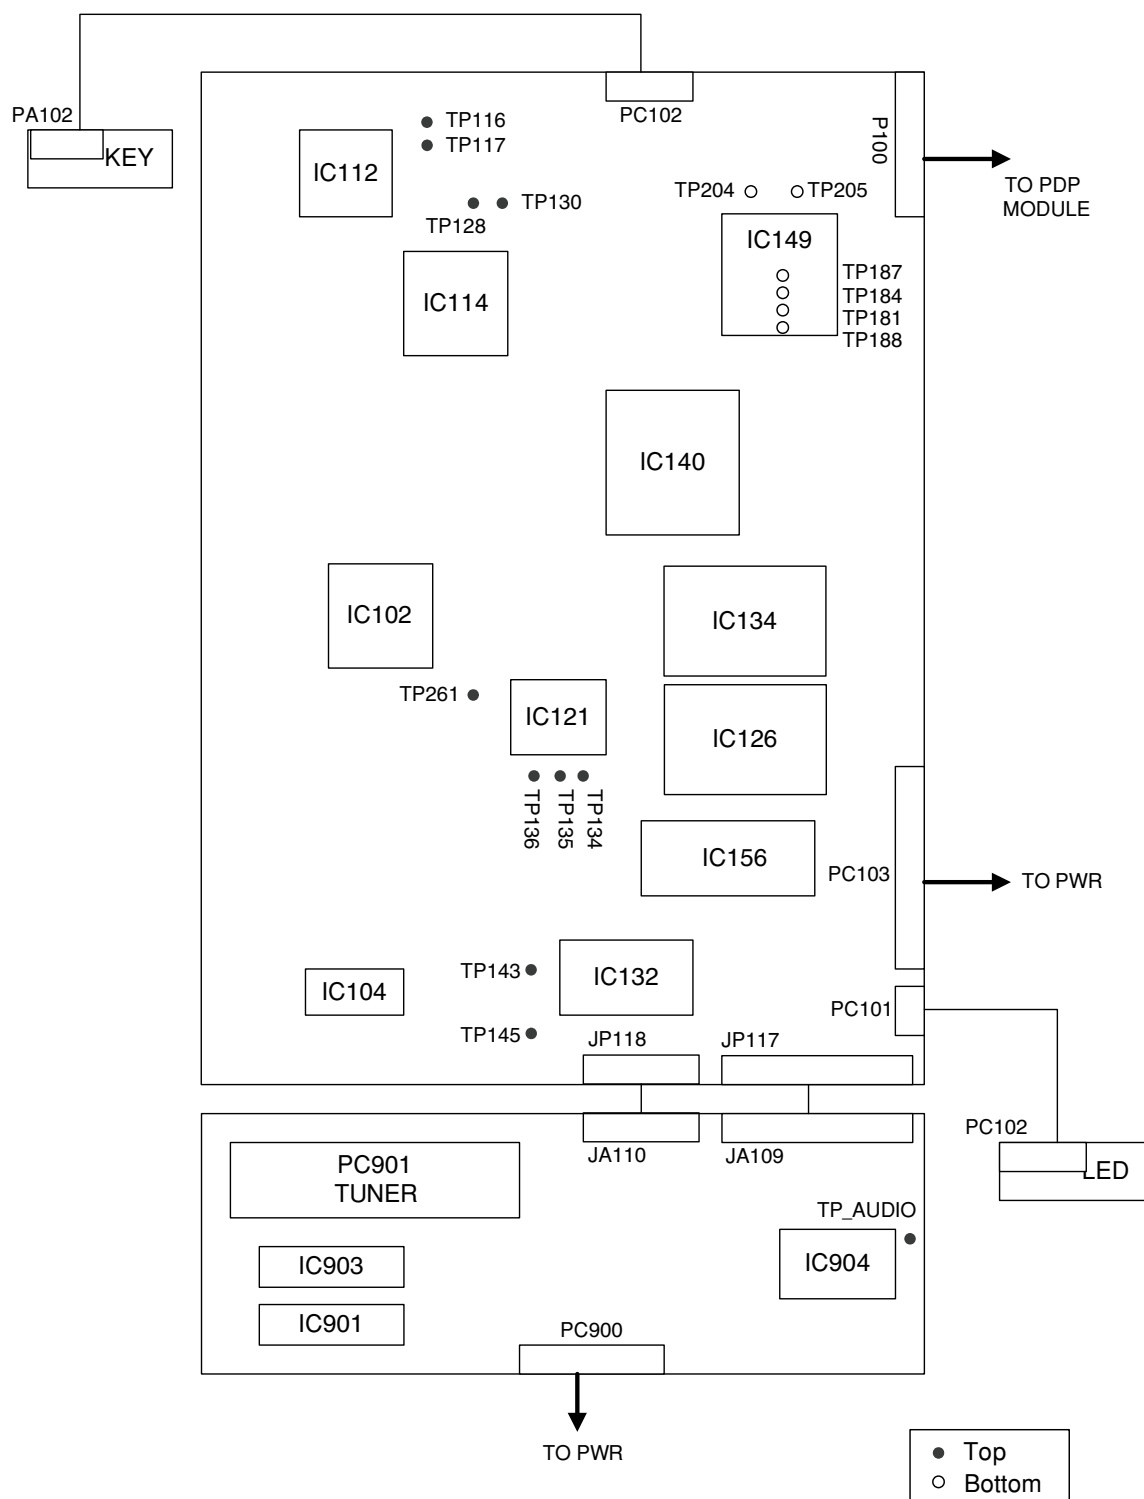 PA102
KEY
PC102
P100
TO PDP
MODULE
TP116
TP117
IC112
TP128
TP130
TP204
TP205
IC149
TP187
TP184
TP181
TP188
IC114
IC140
IC102
IC134
TP261
IC121
IC126
TP136
TP135
TP134
IC156
PC103
TO PWR
TP143
IC132
IC104
PC101
TP145
JP118
JP117
PC102
LED
JA110
JA109
PC901
TUNER
TP_AUDIO
IC903
IC904
IC901
PC900
TO PWR
Top
Bottom